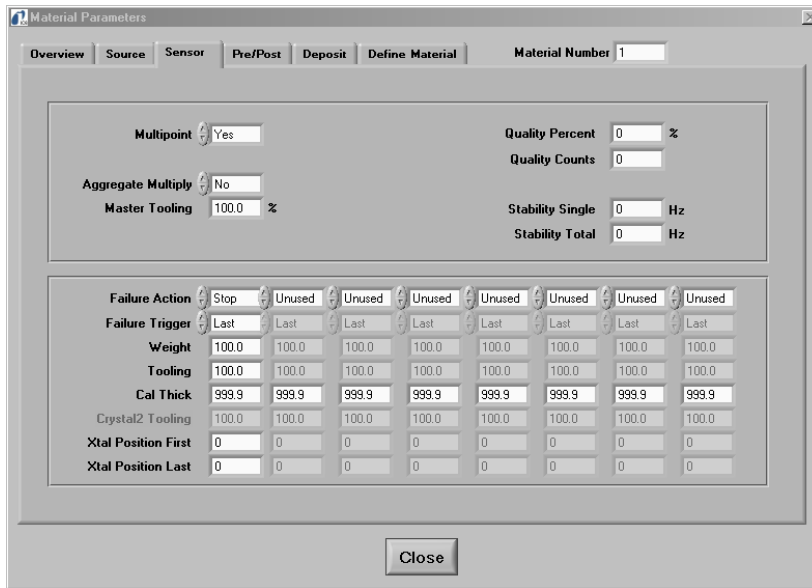 Material Parameters
Overview Source Sensor Pre/Post Deposit Define Material Material Number 1
Multipoint Yes Quality Percent 0 %
Quality Counts 0
Aggregate Multiply No
Master Tooling 100.0 % Stability Single 0 Hz
Stability Total 0 Hz
Failure Action Stop Unused Unused Unused Unused Unused Unused Unused
Failure Trigger Last Last Last Last Last Last Last Last
Weight 100.0 100.0 100.0 100.0 100.0 100.0 100.0 100.0
Tooling 100.0 100.0 100.0 100.0 100.0 100.0 100.0 100.0
Cal Thick 999.9 999.9 999.9 999.9 999.9 999.9 999.9 999.9
Crystal2 Tooling 100.0 100.0 100.0 100.0 100.0 100.0 100.0 100.0
Xtal Position First 0 0 0 0 0 0 0 0
Xtal Position Last 0 0 0 0 0 0 0 0
Close